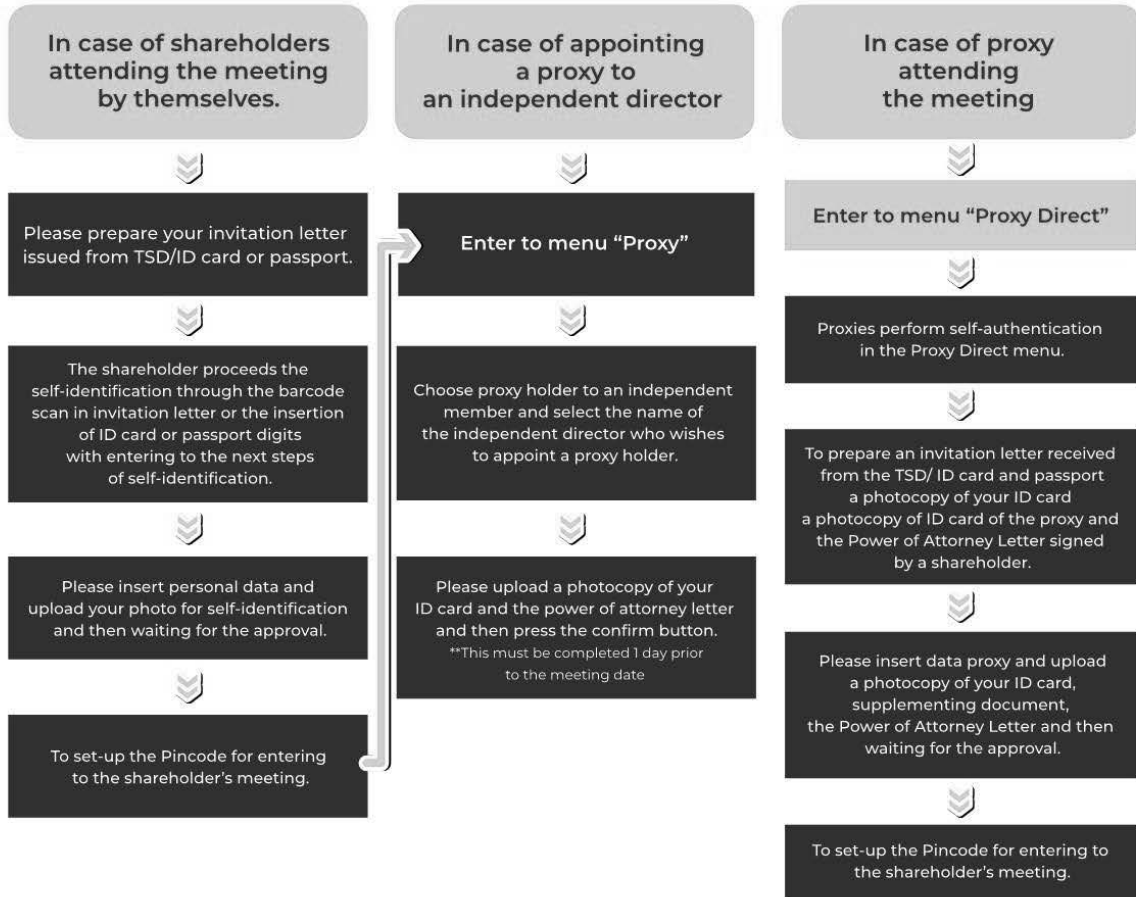 In case of shareholders
attending the meeting
by themselves.
Please prepare your invitation letter
issued from TSD/ID card or passport.
The shareholder proceeds the
self-identification through the barcode
scan in invitation letter or the insertion
of ID card or passport digits
with entering to the next steps
of self-identification.
Please insert personal data and
upload your photo for self-identification
and then waiting for the approval.
To set-up the Pincode for entering
to the shareholder's meeting.
In case of appointing
a proxy to
an independent director
Enter to menu “Proxy”
Choose proxy holder to an independent
member and select the name of
the independent director who wishes
to appoint a proxy holder.
Please upload a photocopy of your
ID card and the power of attorney letter
and then press the confirm button.
**This must be completed 1 day prior
to the meeting date
In case of proxy
attending
the meeting
Enter to menu “Proxy Direct”
Proxies perform self-authentication
in the Proxy Direct menu.
To prepare an invitation letter received
from the TSD/ ID card and passport
a photocopy of your ID card
a photocopy of ID card of the proxy and
the Power of Attorney Letter signed
by a shareholder.
Please insert data proxy and upload
a photocopy of your ID card,
supplementing document,
the Power of Attorney Letter and then
waiting for the approval.
To set-up the Pincode for entering to
the shareholder's meeting.